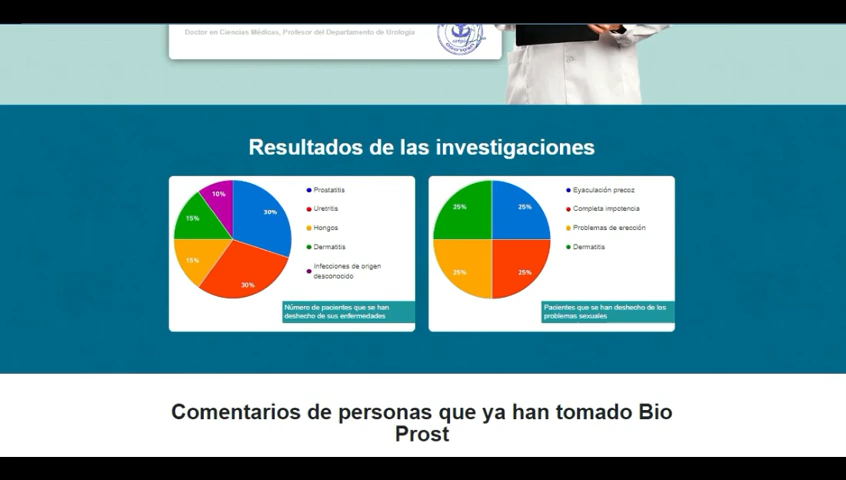 Doctor en Ciencias Médicas, Profesor del Departamento de Urología
Resultados de las investigaciones
10%
30%
15%
15%
30%
Prostatitis
Uretritis
Hongos
Dermatitis
Infecciones de origen
desconocido
Número de pacientes que se han
deshecho de sus enfermedades
25%
25%
25%
25%
Eyaculación precoz
Completa impotencia
Problemas de erección
Dermatitis
Pacientes que se han deshecho de los
problemas sexuales
Comentarios de personas que ya han tomado Bio
Prost